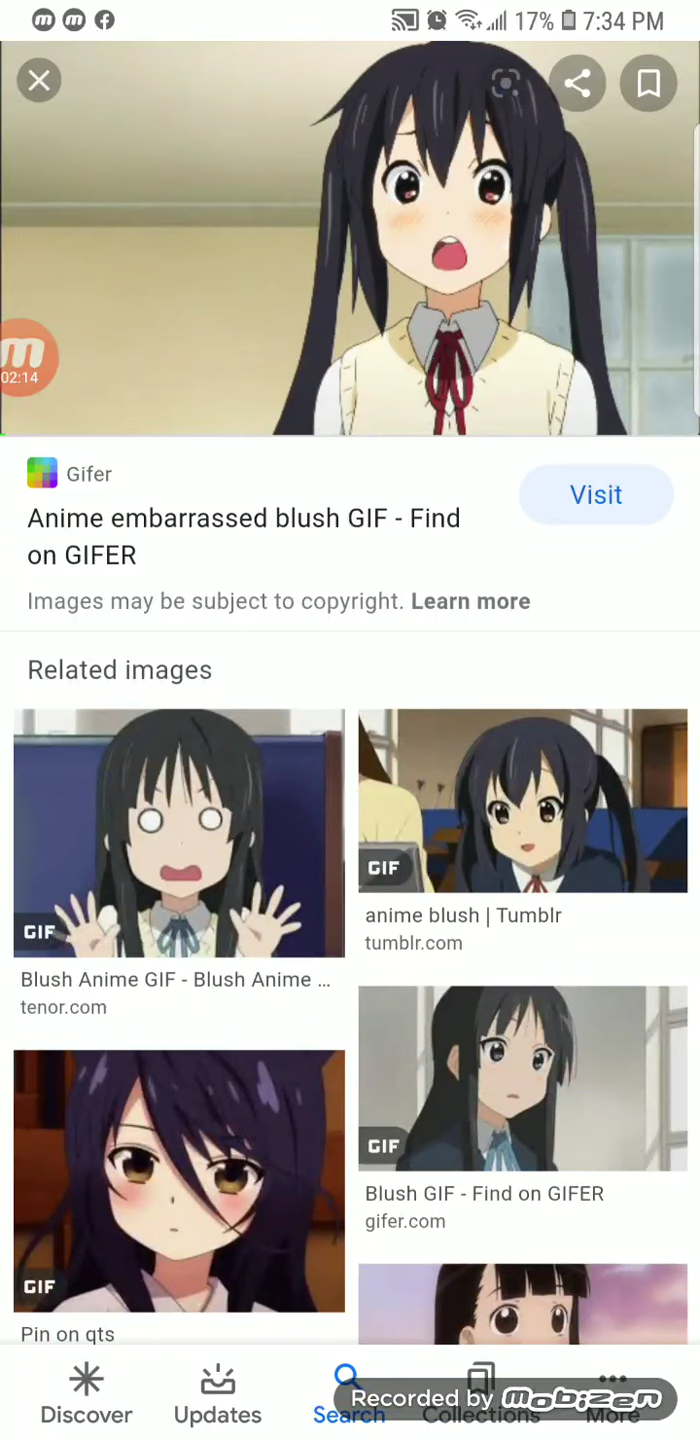 17% 7:34 PM
m
02:14
Gifer
Visit
Anime embarrassed blush GIF - Find
on GIFER
Images may be subject to copyright. Learn more
Related images
GIF
Blush Anime GIF - Blush Anime ...
tenor.com
GIF
anime blush | Tumblr
tumblr.com
GIF
Blush GIF - Find on GIFER
gifer.com
GIF
Pin on qts
Recorded by mobizen
Discover Updates Search Collections More